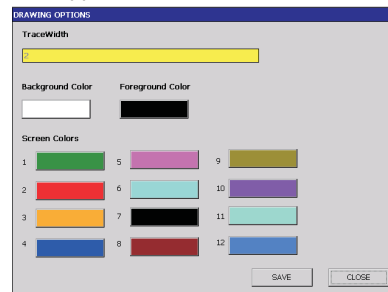 DRAWING OPTIONS
TraceWidth
2
Background Color Foreground Color
Screen Colors
1 5 9
2 6 10
3 7 11
4 8 12
SAVE CLOSE